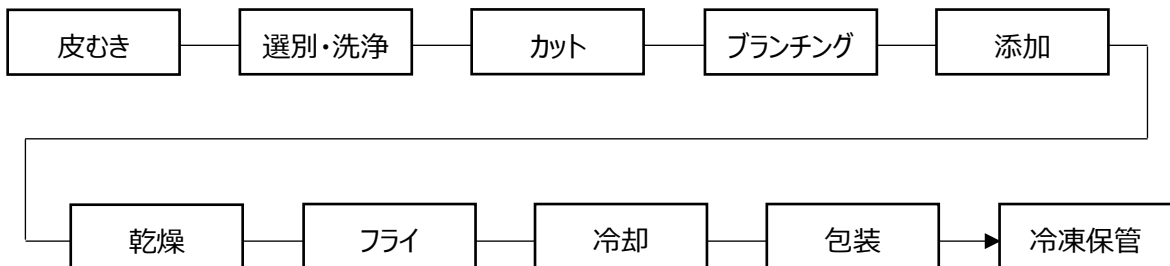 皮むき
選別・洗浄
カット
ブランチング
添加
乾燥
フライ
冷却
包装
冷凍保管